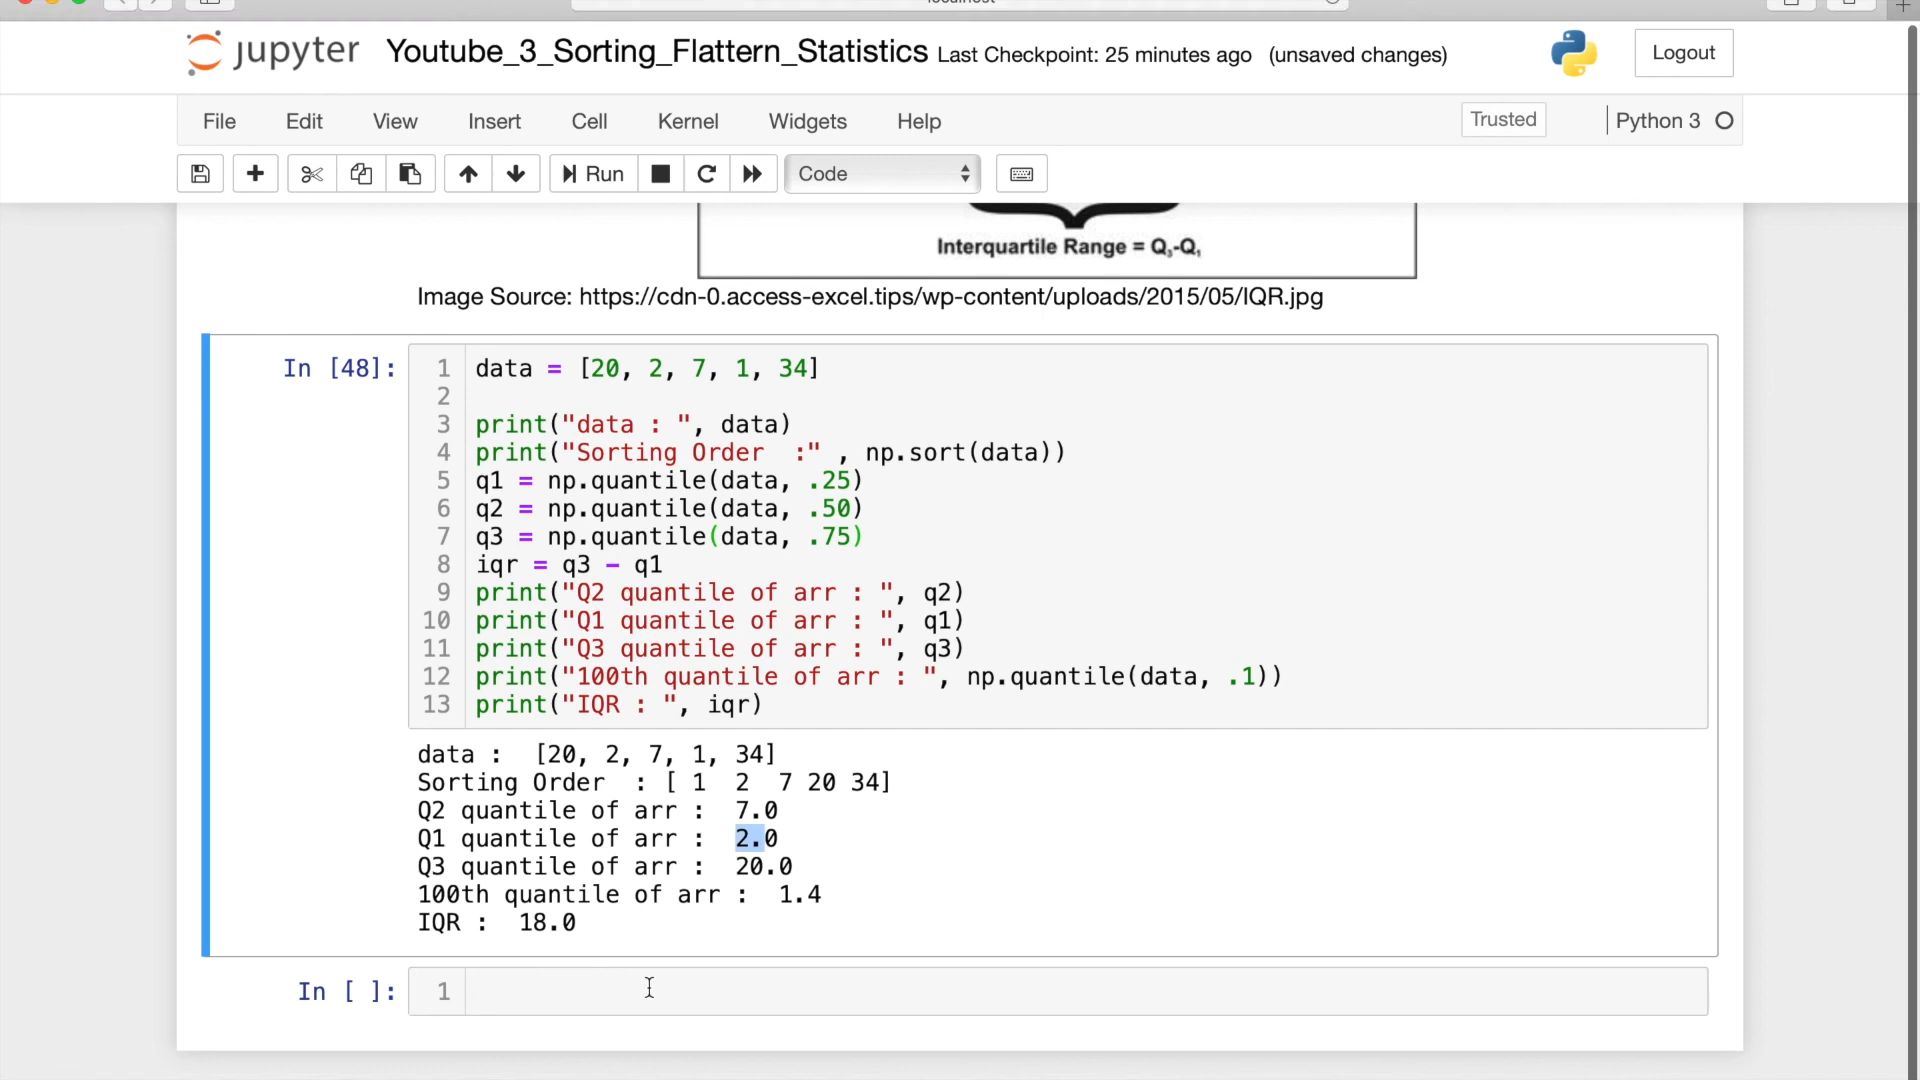 localhost
jupyter Youtube_3_Sorting_Flattern_Statistics Last Checkpoint: 25 minutes ago (unsaved changes) Logout
File Edit View Insert Cell Kernel Widgets Help Trusted Python 3
Run Code
Interquartile Range = Q₃-Q₁
Image Source: https://cdn-0.access-excel.tips/wp-content/uploads/2015/05/IQR.jpg
In [48]: 1 data = [20, 2, 7, 1, 34]
2
3 print("data : ", data)
4 print("Sorting Order  :" , np.sort(data))
5 q1 = np.quantile(data, .25)
6 q2 = np.quantile(data, .50)
7 q3 = np.quantile(data, .75)
8 iqr = q3 - q1
9 print("Q2 quantile of arr : ", q2)
10 print("Q1 quantile of arr : ", q1)
11 print("Q3 quantile of arr : ", q3)
12 print("100th quantile of arr : ", np.quantile(data, .1))
13 print("IQR : ", iqr)
data :  [20, 2, 7, 1, 34]
Sorting Order  : [ 1  2  7 20 34]
Q2 quantile of arr :  7.0
Q1 quantile of arr :  2.0
Q3 quantile of arr :  20.0
100th quantile of arr :  1.4
IQR :  18.0
In [ ]: 1